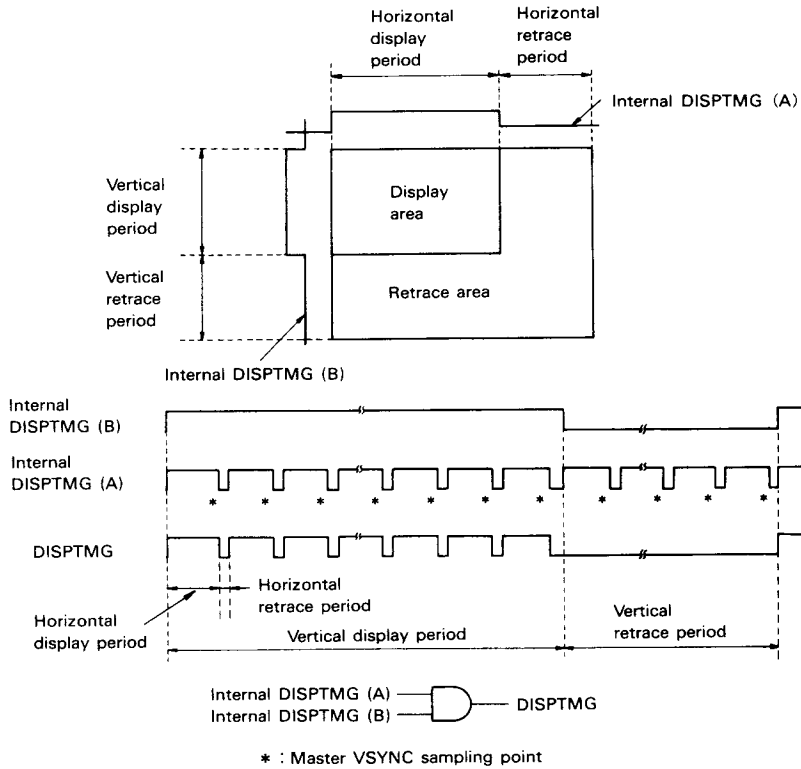 Horizontal
display
period
Horizontal
retrace
period
Internal DISPTMG (A)
Vertical
display
period
Display
area
Vertical
retrace
period
Retrace area
Internal DISPTMG (B)
Internal
DISPTMG (B)
Internal
DISPTMG (A)
* * * * * * * * * *
DISPTMG
Horizontal
display period
Horizontal
retrace period
Vertical display period
Vertical
retrace period
Internal DISPTMG (A)
Internal DISPTMG (B)
DISPTMG
* : Master VSYNC sampling point